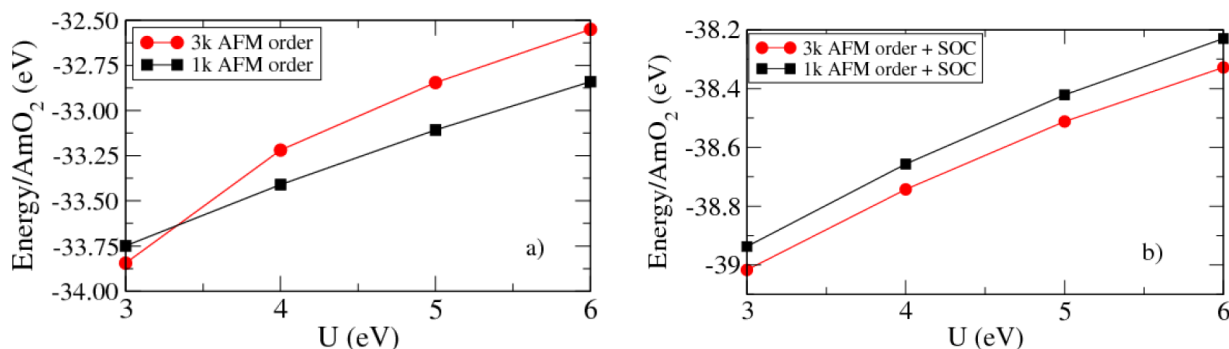 -32.50
-32.75
-33.00
-33.25
-33.50
-33.75
-34.00
Energy/AmO2 (eV)
3k AFM order
1k AFM order
a)
3 4 5 6
U (eV)
-38.2
-38.4
-38.6
-38.8
-39
Energy/AmO2 (eV)
3k AFM order + SOC
1k AFM order + SOC
b)
3 4 5 6
U (eV)